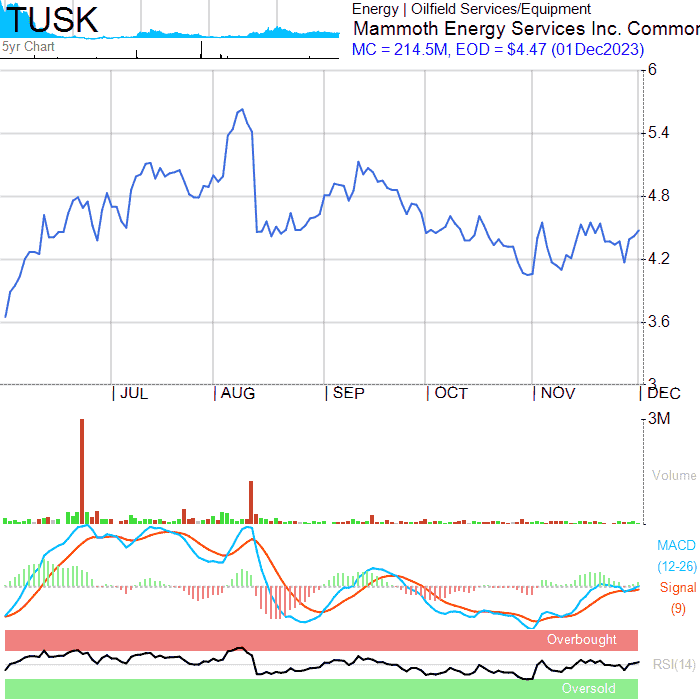 TUSK
5yr Chart
Energy | Oilfield Services/Equipment
Mammoth Energy Services Inc. Common
MC = 214.5M, EOD = $4.47 (01Dec2023)
6
5.4
4.8
4.2
3.6
3
JUL AUG SEP OCT NOV DEC
3M
Volume
MACD
(12-26)
Signal
(9)
Overbought
RSI(14)
Oversold